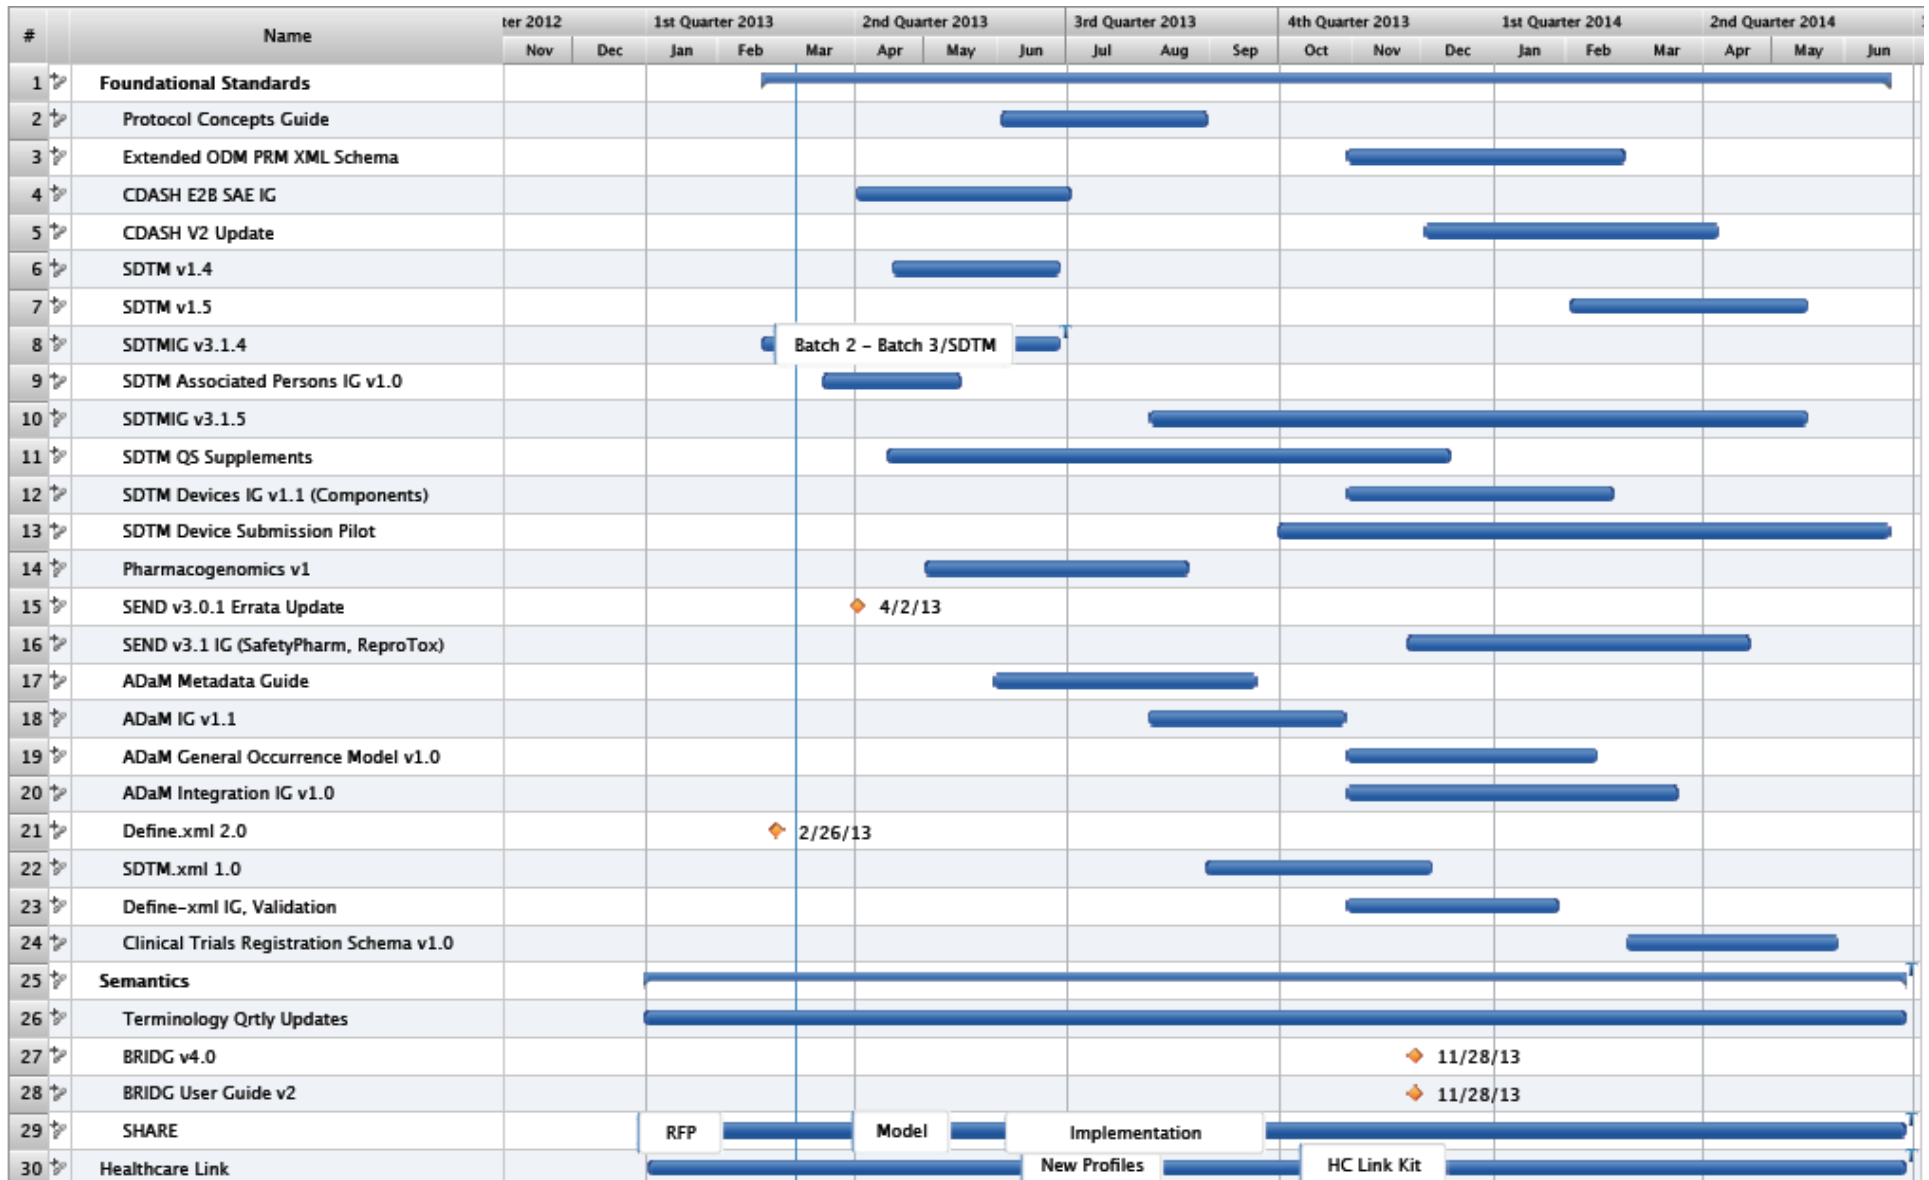 # Name ter 2012 1st Quarter 2013 2nd Quarter 2013 3rd Quarter 2013 4th Quarter 2013 1st Quarter 2014 2nd Quarter 2014
Nov Dec Jan Feb Mar Apr May Jun Jul Aug Sep Oct Nov Dec Jan Feb Mar Apr May Jun
1 Foundational Standards
2 Protocol Concepts Guide
3 Extended ODM PRM XML Schema
4 CDASH E2B SAE IG
5 CDASH V2 Update
6 SDTM v1.4
7 SDTM v1.5
8 SDTMIG v3.1.4 Batch 2 - Batch 3/SDTM
9 SDTM Associated Persons IG v1.0
10 SDTMIG v3.1.5
11 SDTM QS Supplements
12 SDTM Devices IG v1.1 (Components)
13 SDTM Device Submission Pilot
14 Pharmacogenomics v1
15 SEND v3.0.1 Errata Update 4/2/13
16 SEND v3.1 IG (SafetyPharm, ReproTox)
17 ADaM Metadata Guide
18 ADaM IG v1.1
19 ADaM General Occurrence Model v1.0
20 ADaM Integration IG v1.0
21 Define.xml 2.0 2/26/13
22 SDTM.xml 1.0
23 Define-xml IG, Validation
24 Clinical Trials Registration Schema v1.0
25 Semantics
26 Terminology Qrtly Updates
27 BRIDG v4.0 11/28/13
28 BRIDG User Guide v2 11/28/13
29 SHARE RFP Model Implementation
30 Healthcare Link New Profiles HC Link Kit